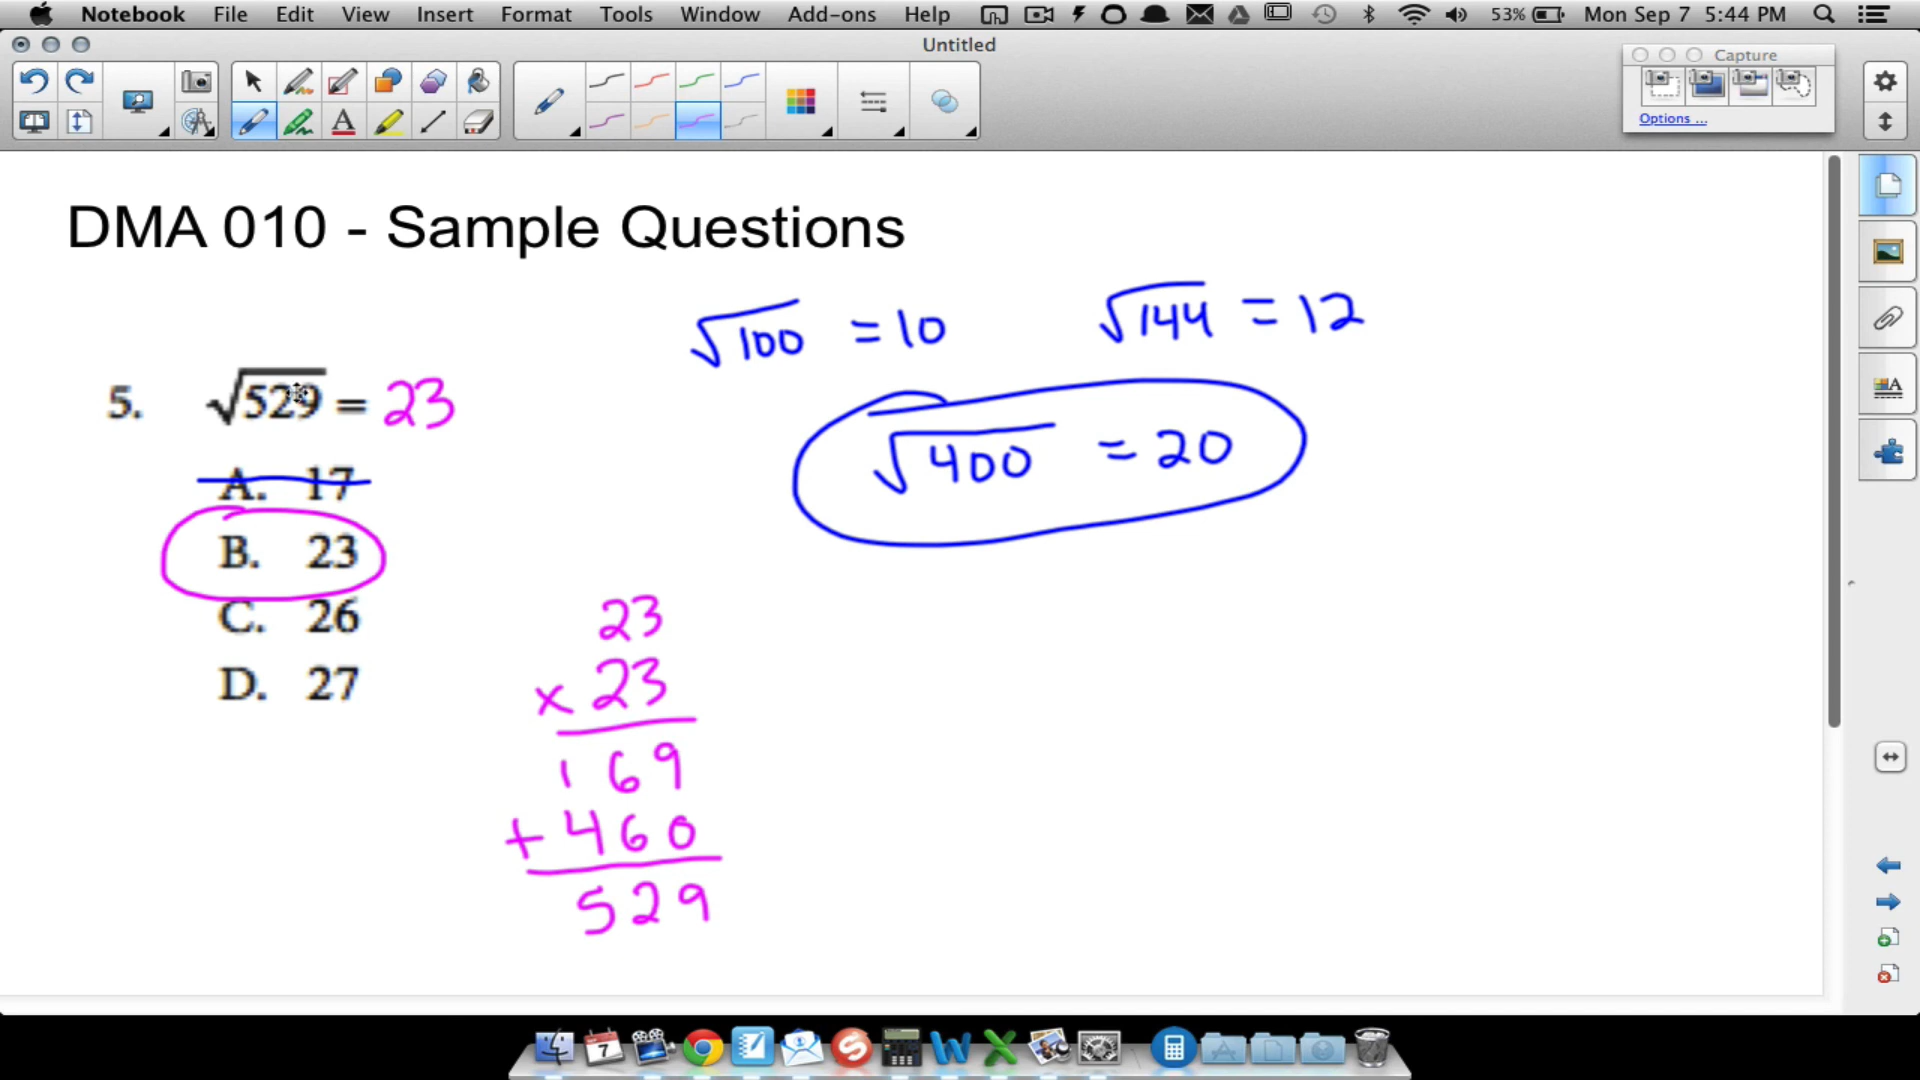 Notebook File Edit View Insert Format Tools Window Add-ons Help 53% Mon Sep 7 5:44 PM
Untitled
Capture
Options ...
DMA 010 - Sample Questions
√100 = 10 √144 = 12
5. √529 = 23
√400 = 20
A. 17
B. 23
C. 26
D. 27
23
x 23
169
+ 460
529